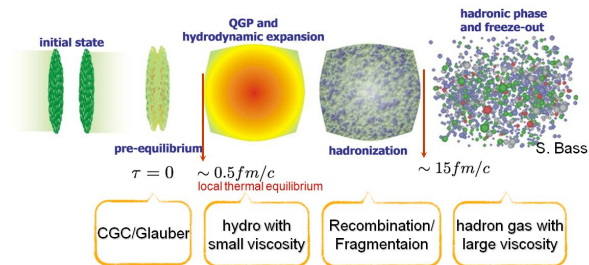 initial state
pre-equilibrium
QGP and
hydrodynamic expansion
hadronization
hadronic phase
and freeze-out
S. Bass
τ = 0
~ 0.5fm/c
local thermal equilibrium
~ 15fm/c
CGC/Glauber
hydro with
small viscosity
Recombination/
Fragmentaion
hadron gas with
large viscosity